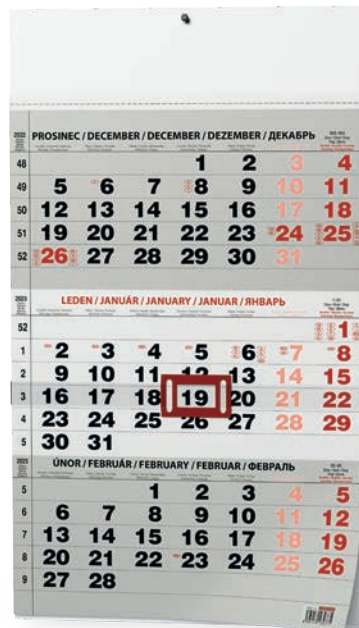 2022 PROSINEC / DECEMBER / DECEMBER / DEZEMBER / ДЕКАБРЬ
48 1 2 3 4
49 5 6 7 8 9 10 11
50 12 13 14 15 16 17 18
51 19 20 21 22 23 24 25
52 26 27 28 29 30 31
2023 LEDEN / JANUÁR / JANUARY / JANUAR / ЯНВАРЬ
52 1
1 2 3 4 5 6 7 8
2 9 10 11 12 13 14 15
3 16 17 18 19 20 21 22
4 23 24 25 26 27 28 29
5 30 31
2023 ÚNOR / FEBRUÁR / FEBRUARY / FEBRUAR / ФЕВРАЛЬ
5 1 2 3 4 5
6 6 7 8 9 10 11 12
7 13 14 15 16 17 18 19
8 20 21 22 23 24 25 26
9 27 28